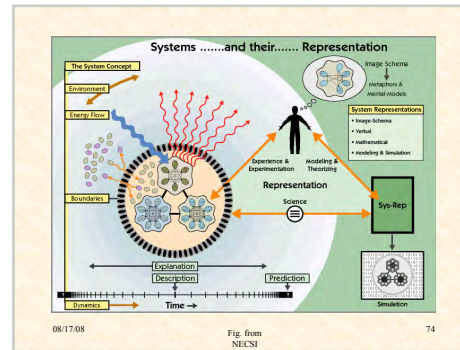 Systems .......and their....... Representation
The System Concept
Environment
Energy Flow
Boundaries
Image Schema
Metaphors &
Mental-Models
System Representations
• Image-Schema
• Verbal
• Mathematical
• Modeling & Simulation
Experience &
Experimentation
Modeling &
Theorizing
Representation
Science
Sys-Rep
Explanation
Description
Prediction
Simulation
?
Dynamics
Time
08/17/08
Fig. from
NECSI
74